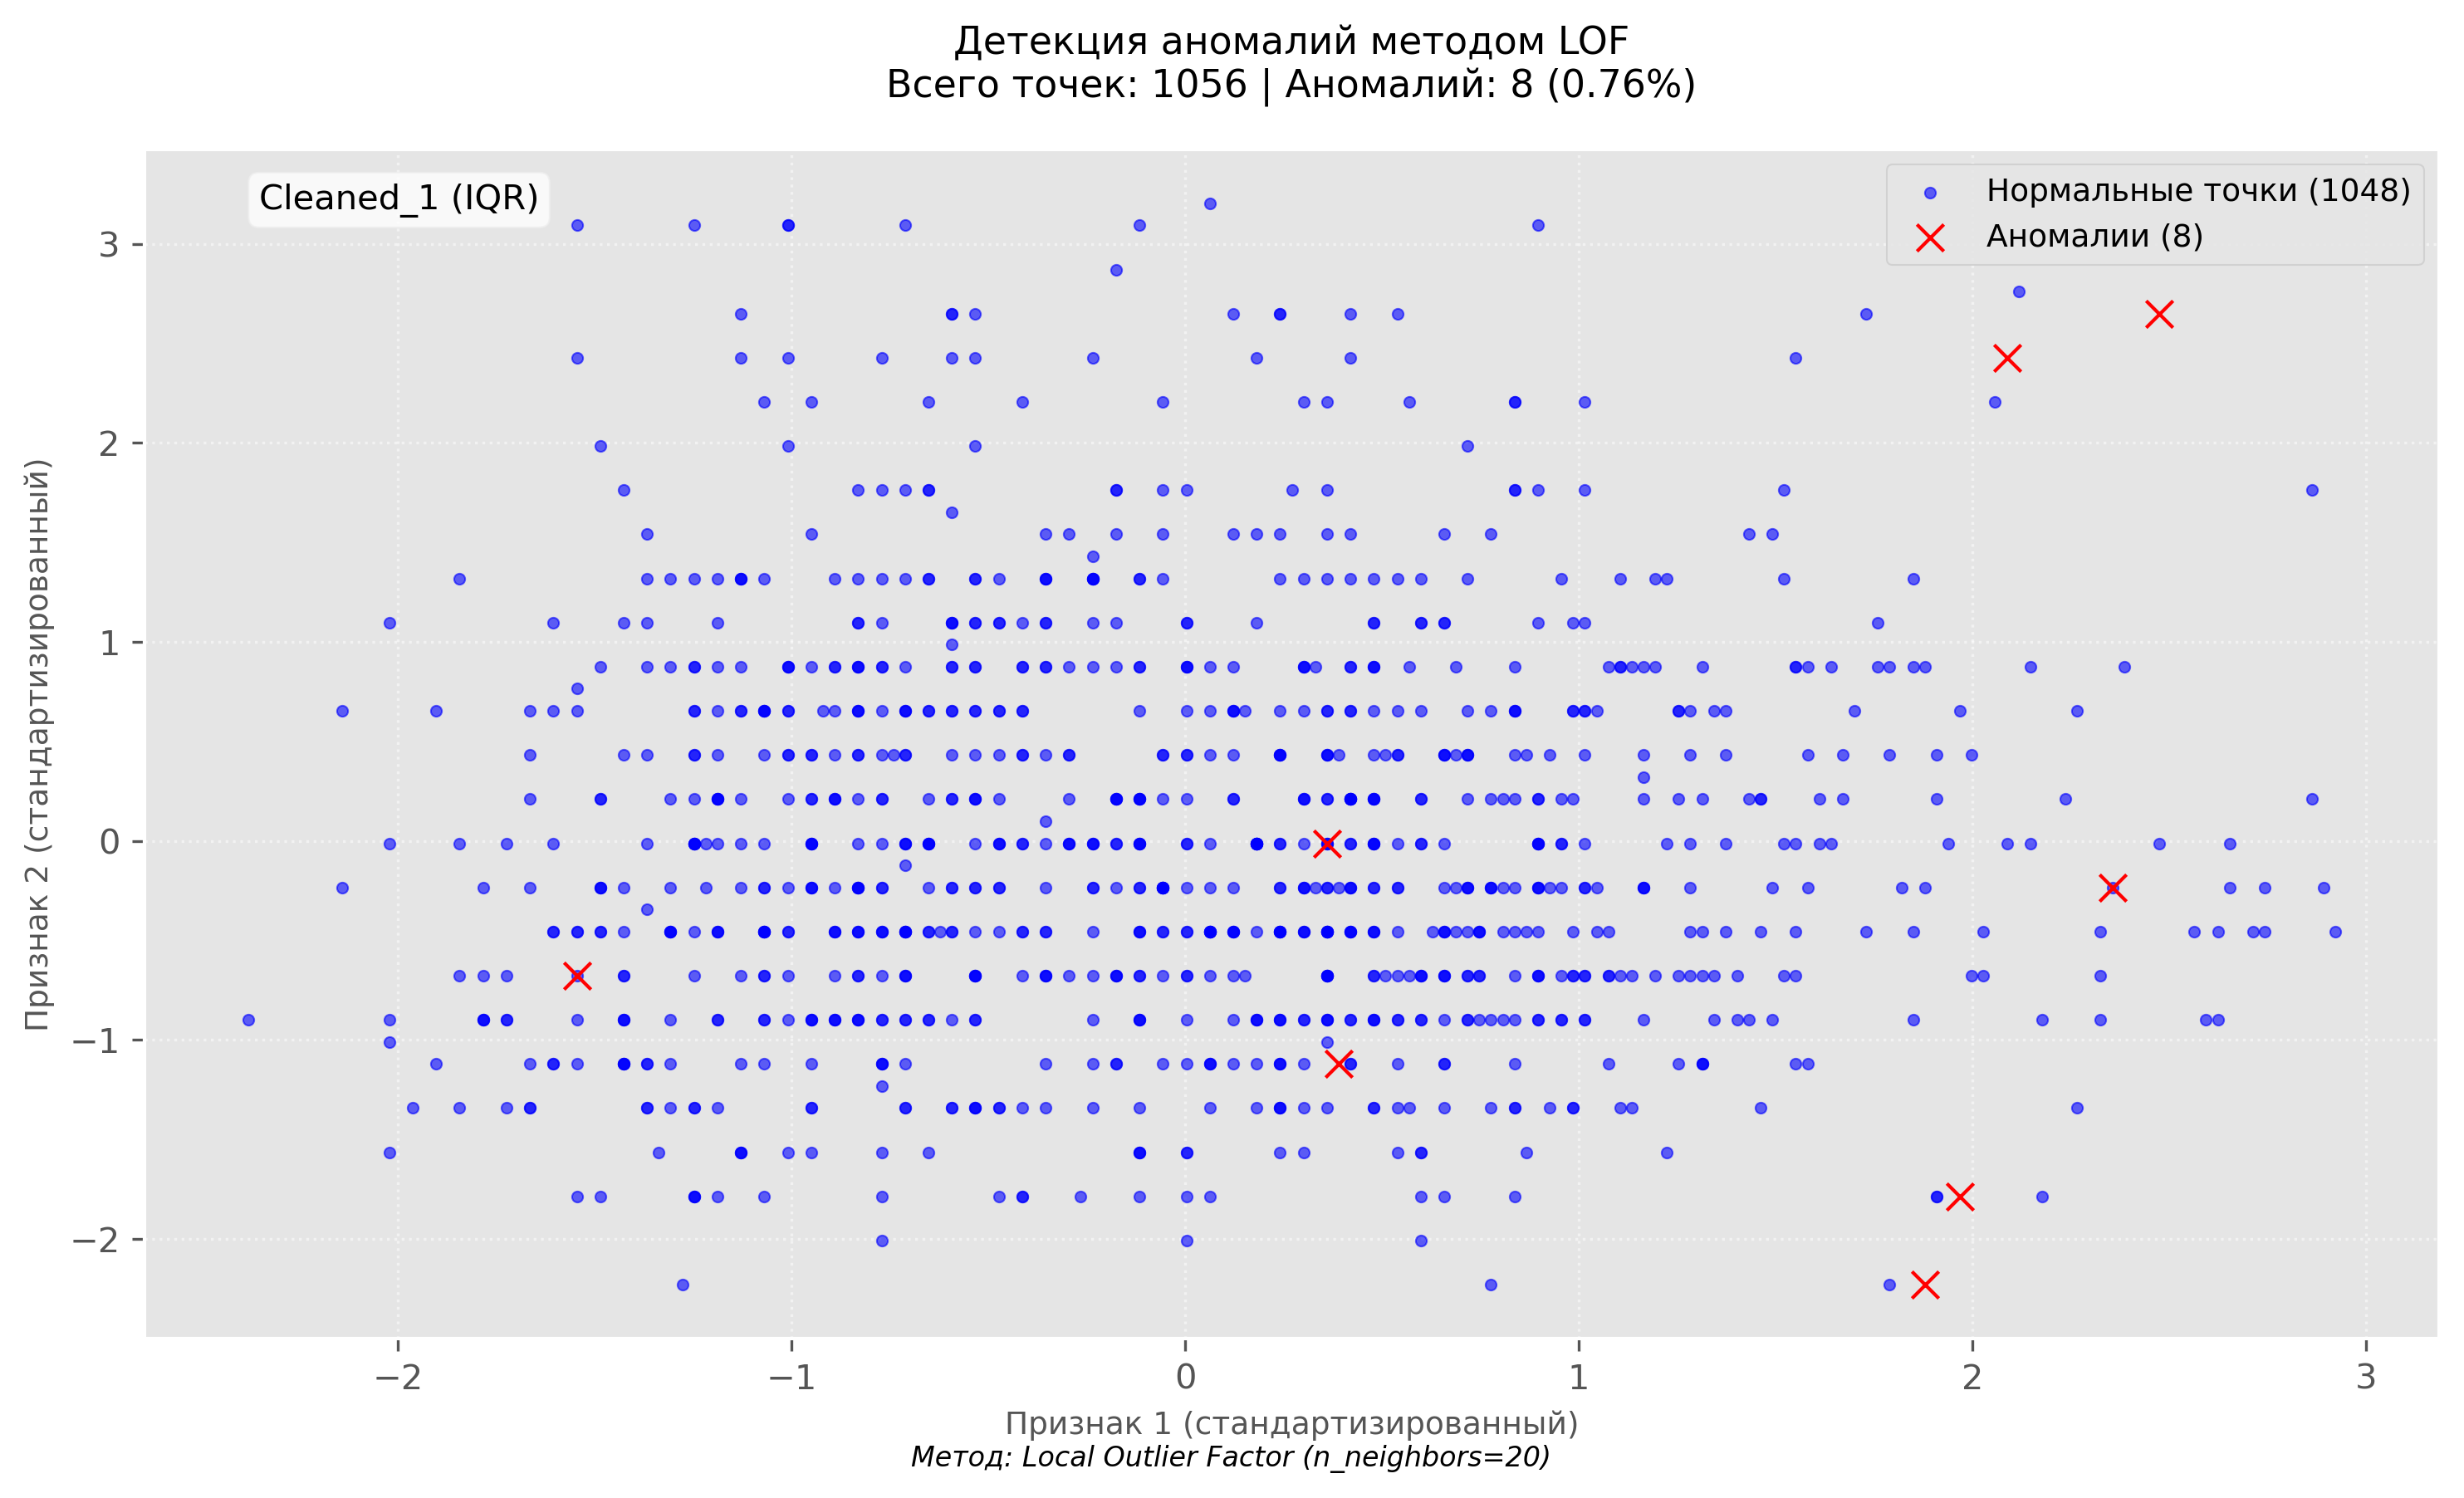 Детекция аномалий методом LOF
Всего точек: 1056 | Аномалий: 8 (0.76%)
Cleaned_1 (IQR)
Нормальные точки (1048)
Аномалии (8)
3
2
1
0
−1
−2
Признак 2 (стандартизированный)
−2
−1
0
1
2
3
Признак 1 (стандартизированный)
Метод: Local Outlier Factor (n_neighbors=20)